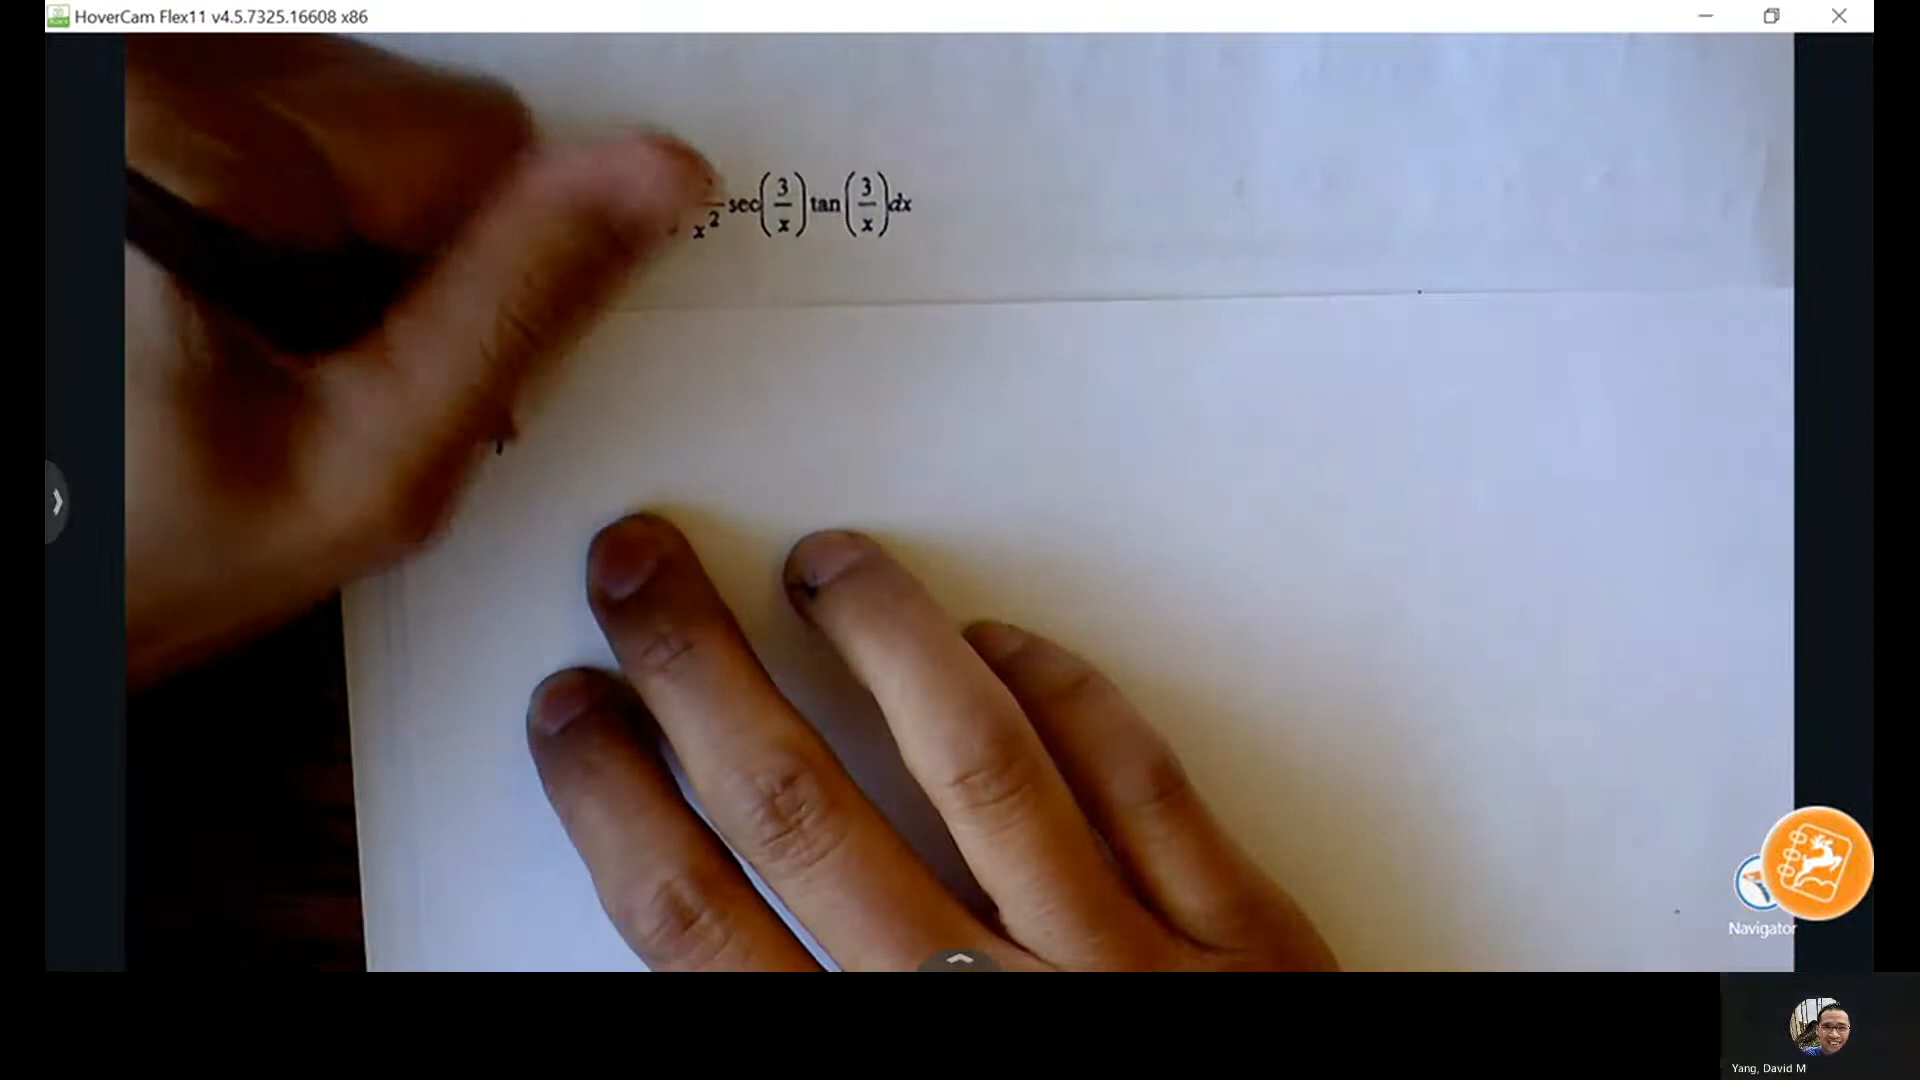 HoverCam Flex11 v4.5.7325.16608 x86
x² sec(3/x) tan(3/x) dx
Navigator
Yang, David M